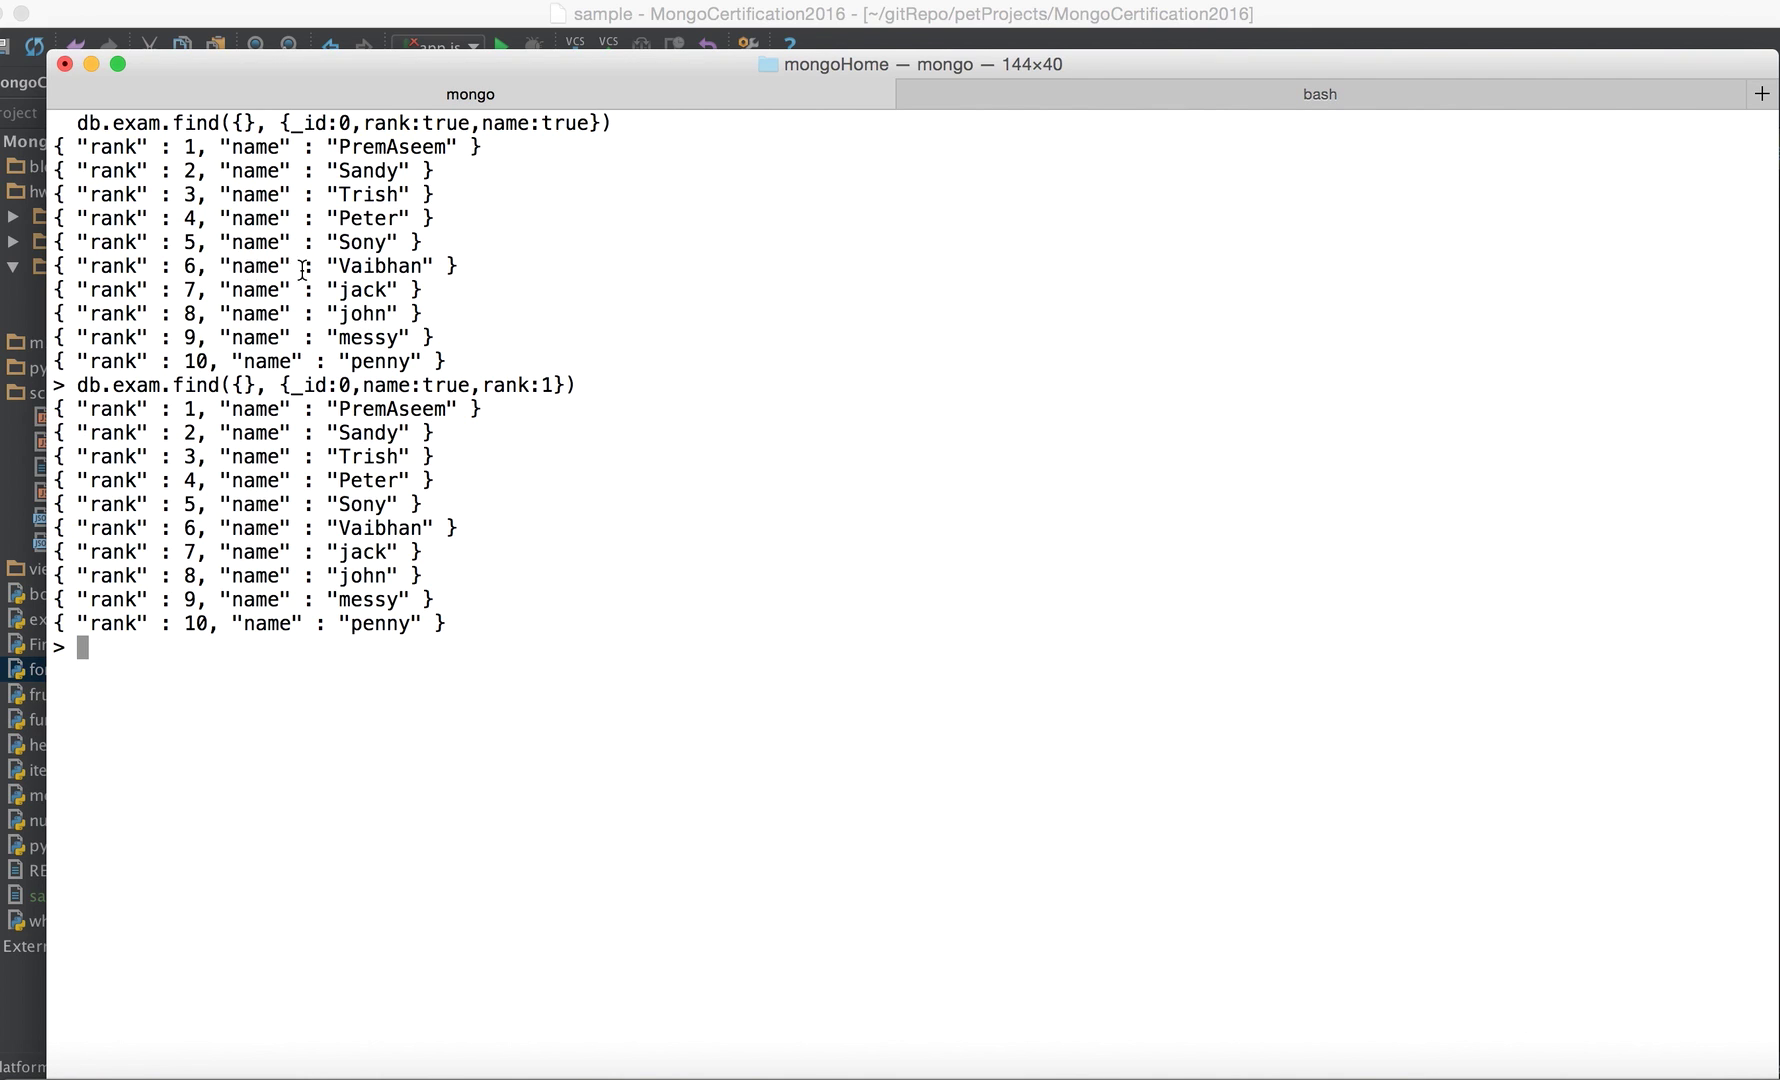 sample - MongoCertification2016 - [~/gitRepo/petProjects/MongoCertification2016]
mongoHome — mongo — 144×40
mongo
bash
db.exam.find({}, {_id:0,rank:true,name:true})
{ "rank" : 1, "name" : "PremAseem" }
{ "rank" : 2, "name" : "Sandy" }
{ "rank" : 3, "name" : "Trish" }
{ "rank" : 4, "name" : "Peter" }
{ "rank" : 5, "name" : "Sony" }
{ "rank" : 6, "name" : "Vaibhan" }
{ "rank" : 7, "name" : "jack" }
{ "rank" : 8, "name" : "john" }
{ "rank" : 9, "name" : "messy" }
{ "rank" : 10, "name" : "penny" }
> db.exam.find({}, {_id:0,name:true,rank:1})
{ "rank" : 1, "name" : "PremAseem" }
{ "rank" : 2, "name" : "Sandy" }
{ "rank" : 3, "name" : "Trish" }
{ "rank" : 4, "name" : "Peter" }
{ "rank" : 5, "name" : "Sony" }
{ "rank" : 6, "name" : "Vaibhan" }
{ "rank" : 7, "name" : "jack" }
{ "rank" : 8, "name" : "john" }
{ "rank" : 9, "name" : "messy" }
{ "rank" : 10, "name" : "penny" }
>